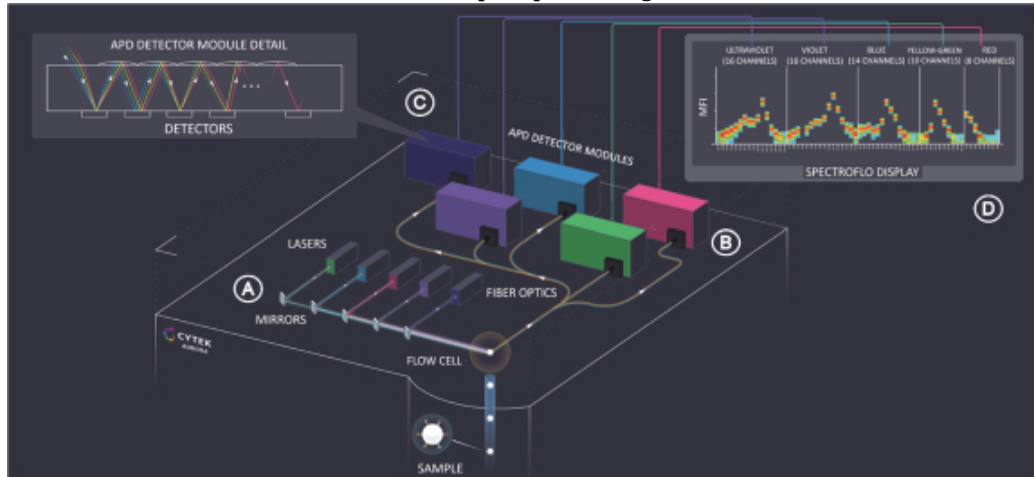 APD DETECTOR MODULE DETAIL
DETECTORS
C
APD DETECTOR MODULES
ULTRAVIOLET
(16 CHANNELS)
VIOLET
(16 CHANNELS)
BLUE
(14 CHANNELS)
YELLOW-GREEN
(10 CHANNELS)
RED
(8 CHANNELS)
MFI
SPECTROFLO DISPLAY
D
B
LASERS
A
FIBER OPTICS
MIRRORS
CYTEK
AURORA
FLOW CELL
SAMPLE